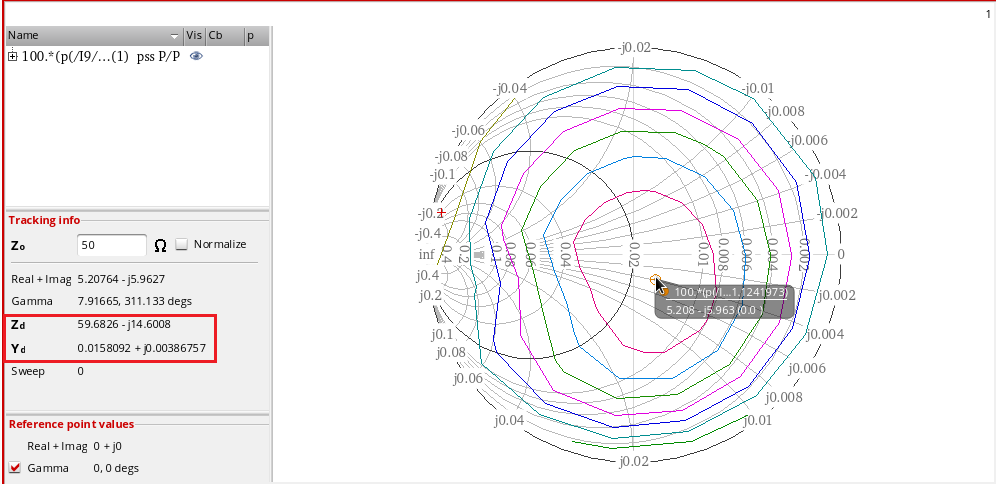 1
Name Vis Cb p
100.*(p(/I9/...(1) pss P/P
Tracking info
Zo 50 Ω Normalize
Real + Imag 5.20764 - j5.9627
Gamma 7.91665, 311.133 degs
Zd 59.6826 - j14.6008
Yd 0.0158092 + j0.00386757
Sweep 0
Reference point values
Real + Imag 0 + j0
Gamma 0, 0 degs
-j0.02
-j0.04
-j0.01
-j0.008
-j0.06
-j0.006
-j0.08
-j0.1
-j0.004
-j0.2
-j0.002
-j0.4
inf 0.4 0.2 0.1 0.08 0.06 0.04 0.02 0.01 0.008 0.006 0.004 0.002 0
j0.4
j0.2
j0.002
100.*(p(/I...1.1241973)
5.208 - j5.963 (0.0 )
j0.1
j0.004
j0.08
j0.006
j0.06
j0.008
j0.04
j0.01
j0.02